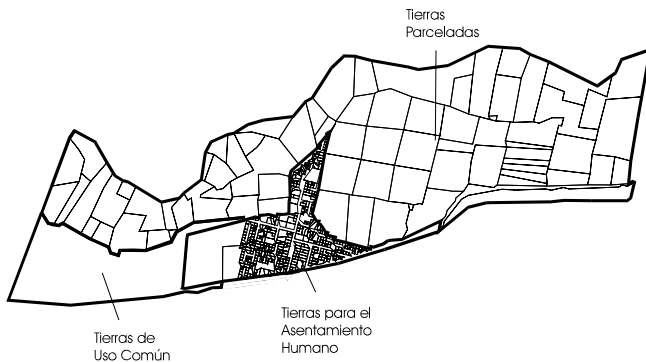 Tierras
Parceladas
Tierras para el
Asentamiento
Humano
Tierras de
Uso Común